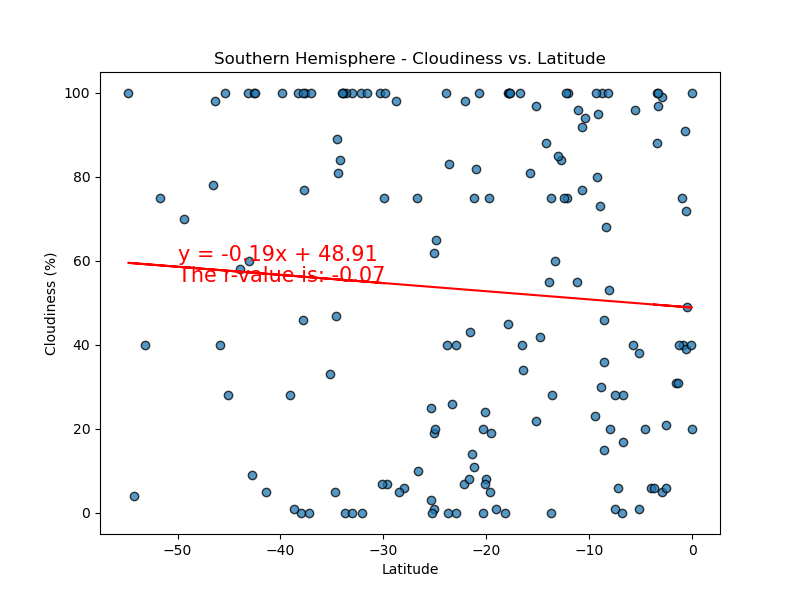 Southern Hemisphere - Cloudiness vs. Latitude
100
80
60
40
20
0
Cloudiness (%)
y = -0.19x + 48.91
The r-value is: -0.07
−50
−40
−30
−20
−10
0
Latitude